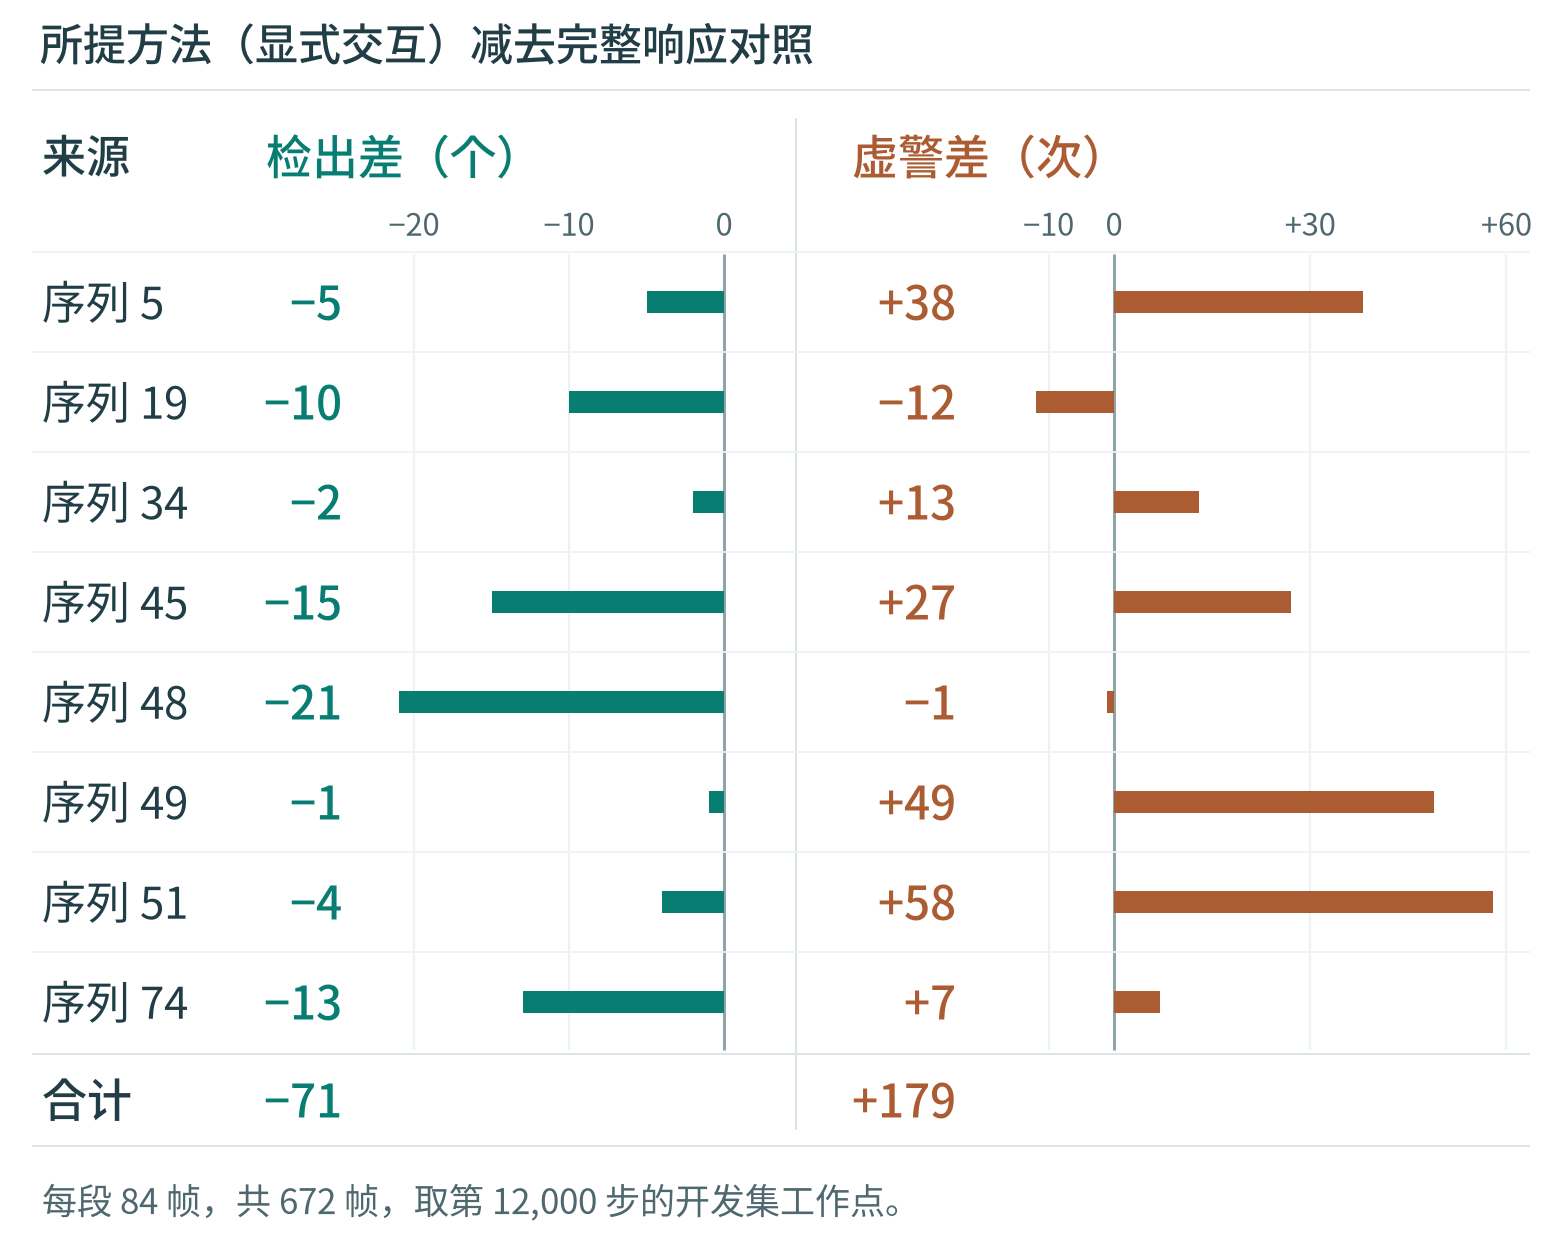 所提方法（显式交互）减去完整响应对照
来源 检出差（个） 虚警差（次）
−20 −10 0 −10 0 +30 +60
序列 5 −5 +38
序列 19 −10 −12
序列 34 −2 +13
序列 45 −15 +27
序列 48 −21 −1
序列 49 −1 +49
序列 51 −4 +58
序列 74 −13 +7
合计 −71 +179
每段 84 帧，共 672 帧，取第 12,000 步的开发集工作点。